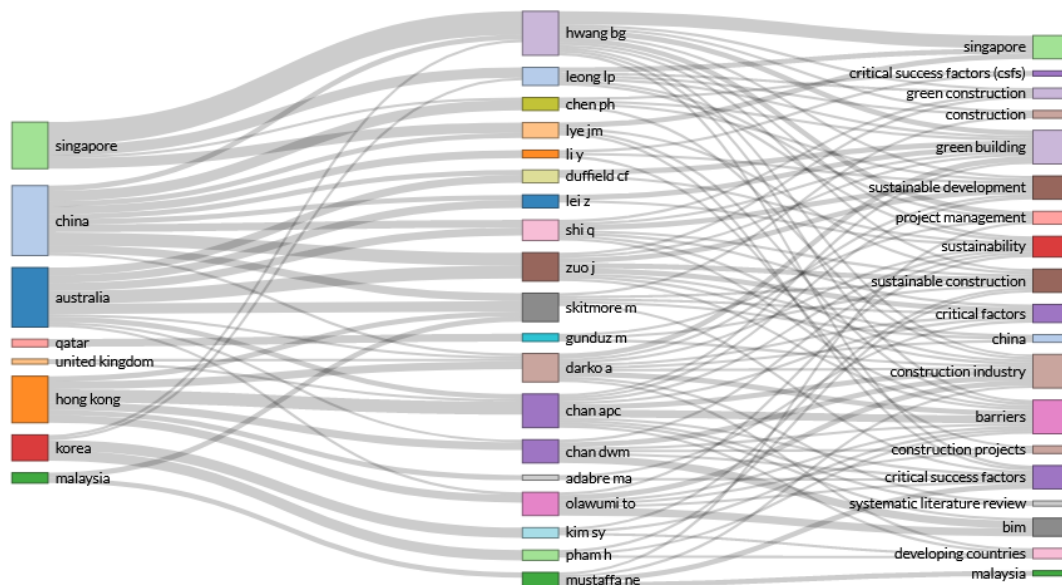 singapore
china
australia
qatar
united kingdom
hong kong
korea
malaysia
hwang bg
leong lp
chen ph
lye jm
li y
duffield cf
lei z
shi q
zuo j
skitmore m
gunduz m
darko a
chan apc
chan dwm
adabre ma
olawumi to
kim sy
pham h
mustaffa ne
singapore
critical success factors (csfs)
green construction
construction
green building
sustainable development
project management
sustainability
sustainable construction
critical factors
china
construction industry
barriers
construction projects
critical success factors
systematic literature review
bim
developing countries
malaysia